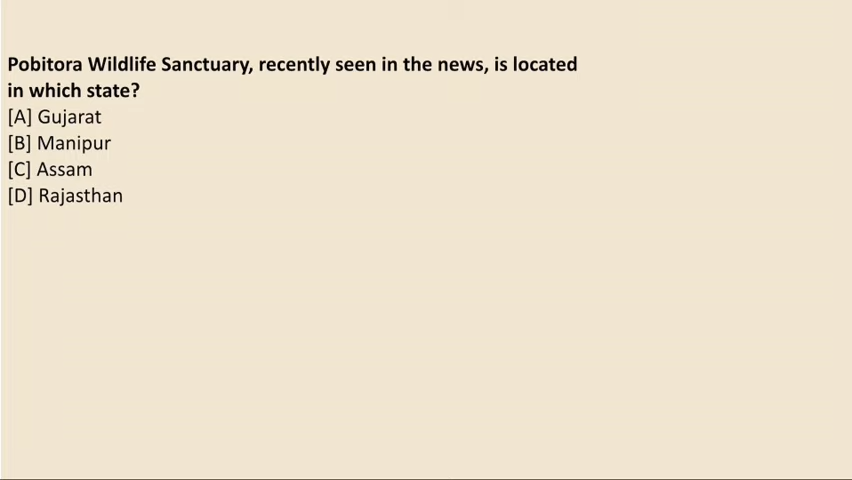 Pobitora Wildlife Sanctuary, recently seen in the news, is located
in which state?
[A] Gujarat
[B] Manipur
[C] Assam
[D] Rajasthan